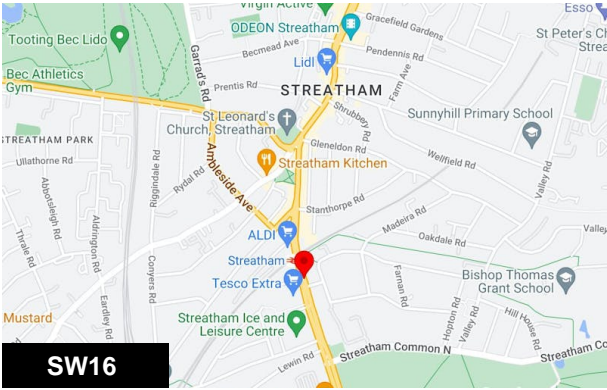 Virgin Active
Gracefield Gardens
Esso
ODEON Streatham
Tooting Bec Lido
Becmead Ave
Pendennis Rd
St Peter's Ch
Strea
Garrad's Rd
Lidl
Bec Athletics
Gym
Prentis Rd
STREATHAM
Farm Ave
St Leonard's
Church, Streatham
Shrubbery Rd
Sunnyhill Primary School
STREATHAM PARK
Gleneldon Rd
Ullathorne Rd
Streatham Kitchen
Wellfield Rd
Valley Rd
Riggindale Rd
Rydal Rd
Ambleside Ave
Abbotsleigh Rd
Stanthorpe Rd
Aldrington Rd
Madeira Rd
Thrale Rd
ALDI
Oakdale Rd
Valley
Streatham
Conyers Rd
Tesco Extra
Farnan Rd
Bishop Thomas
Grant School
Eardley Rd
Mustard
Streatham Ice and
Leisure Centre
Hopton Rd
Valley Rd
Hill House Rd
SW16
Lewin Rd
Streatham Common N
Streatham Co